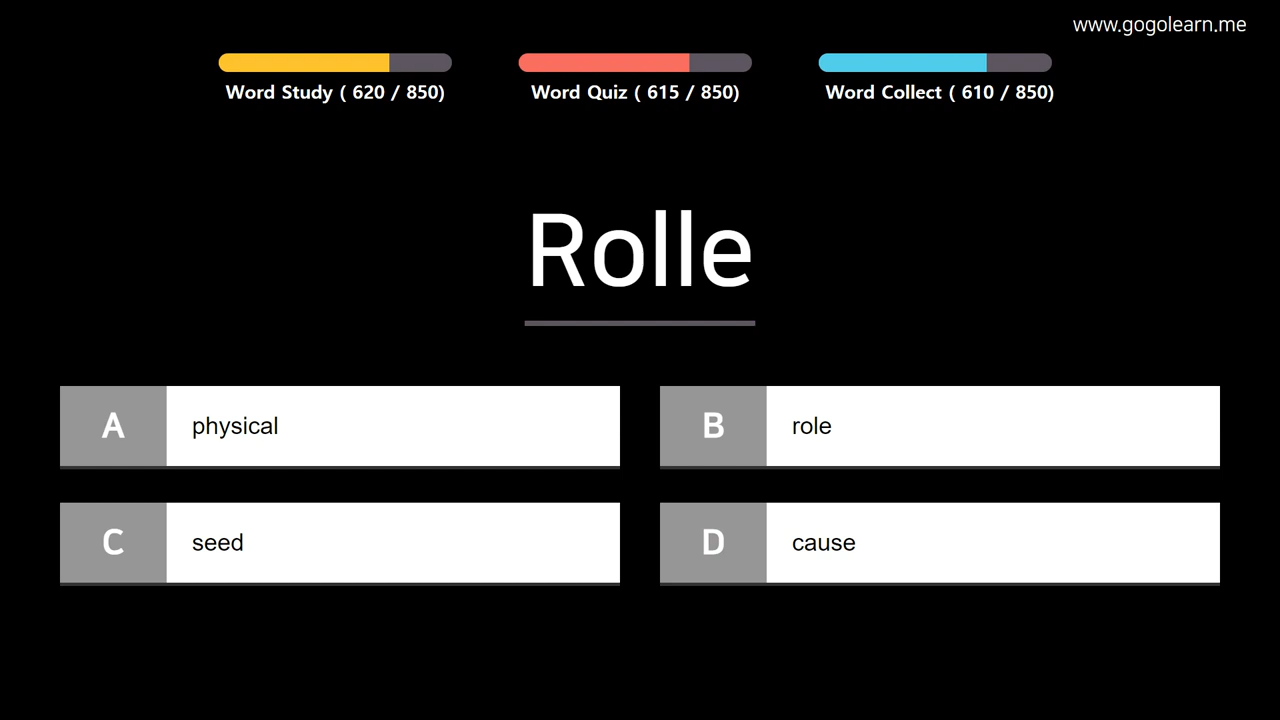 www.gogolearn.me
Word Study ( 620 / 850)
Word Quiz ( 615 / 850)
Word Collect ( 610 / 850)
Rolle
A physical
B role
C seed
D cause